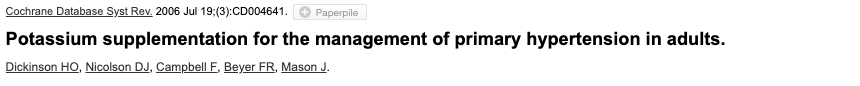 Cochrane Database Syst Rev. 2006 Jul 19;(3):CD004641. Paperpile
Potassium supplementation for the management of primary hypertension in adults.
Dickinson HO, Nicolson DJ, Campbell F, Beyer FR, Mason J.